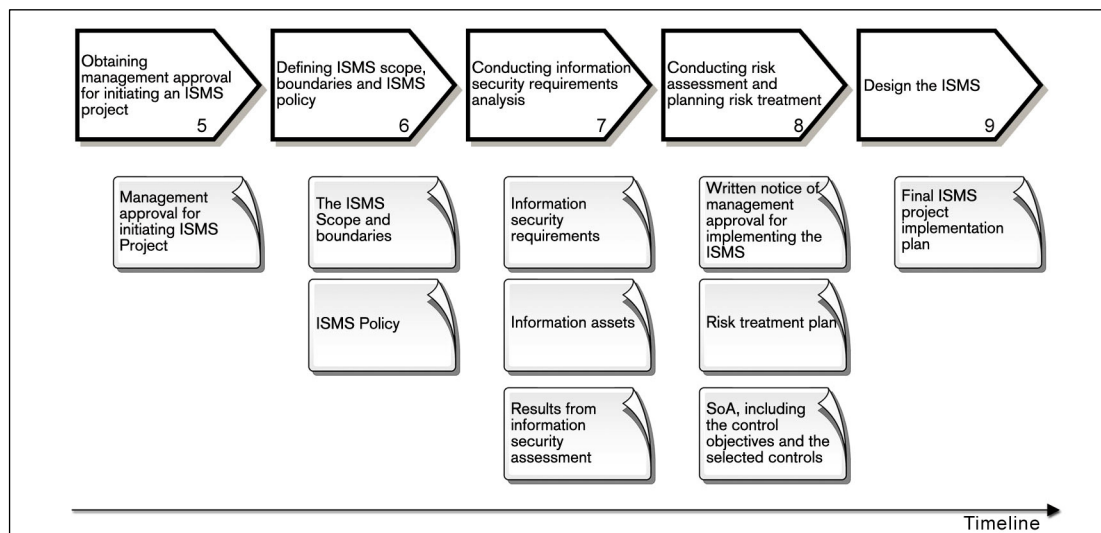 Obtaining
management approval
for initiating an ISMS
project
5
Defining ISMS scope,
boundaries and ISMS
policy
6
Conducting information
security requirements
analysis
7
Conducting risk
assessment and
planning risk treatment
8
Design the ISMS
9
Management
approval for
initiating ISMS
Project
The ISMS
Scope and
boundaries
Information
security
requirements
Written notice of
management
approval for
implementing the
ISMS
Final ISMS
project
implementation
plan
ISMS Policy
Information assets
Risk treatment plan
Results from
information
security
assessment
SoA, including
the control
objectives and the
selected controls
Timeline